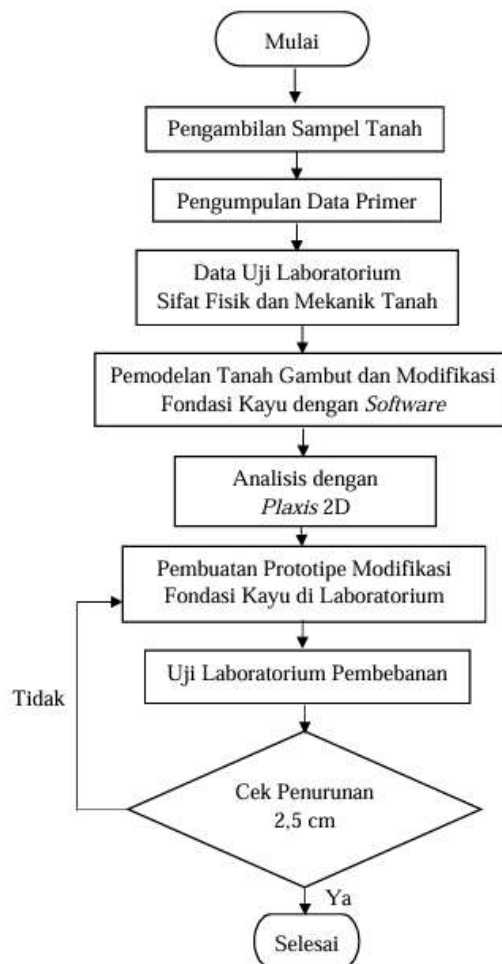 Mulai
Pengambilan Sampel Tanah
Pengumpulan Data Primer
Data Uji Laboratorium
Sifat Fisik dan Mekanik Tanah
Pemodelan Tanah Gambut dan Modifikasi
Fondasi Kayu dengan Software
Analisis dengan
Plaxis 2D
Pembuatan Prototipe Modifikasi
Fondasi Kayu di Laboratorium
Uji Laboratorium Pembebanan
Tidak
Cek Penurunan
2,5 cm
Ya
Selesai